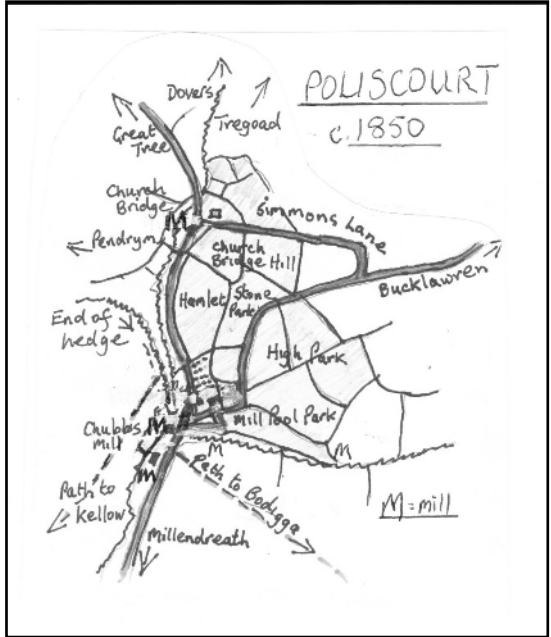 POLISCOURT
c.1850
Dovers
Tregoad
Great
Tree
Church
Bridge
M
Simmons Lane
Pendrym
Church
Bridge Hill
Bucklawren
Hamlet
Stone
Park
End of
hedge
High Park
Chubbs
Mill
M
Mill Pool Park
M
M
M
Path to
Kellow
Path to Bodigga
M=mill
Millendreath